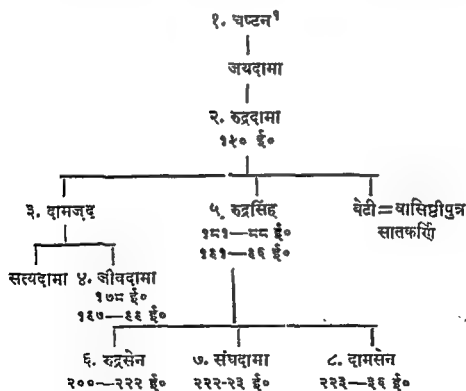 १. चष्टन¹
जयदामा
२. रुद्रदामा
१५० ई०
३. दामज़द
५. रुद्रसिंह
१८१—८८ ई०
१९१—९६ ई०
बेटी=वासिष्ठीपुत्र
सातकर्णि
सत्यदामा ४. जीवदामा
१७८ ई०
१९७—९९ ई०
६. रुद्रसेन
२००—२२२ ई०
७. संघदामा
२२२-२३ ई०
८. दामसेन
२२३—३६ ई०